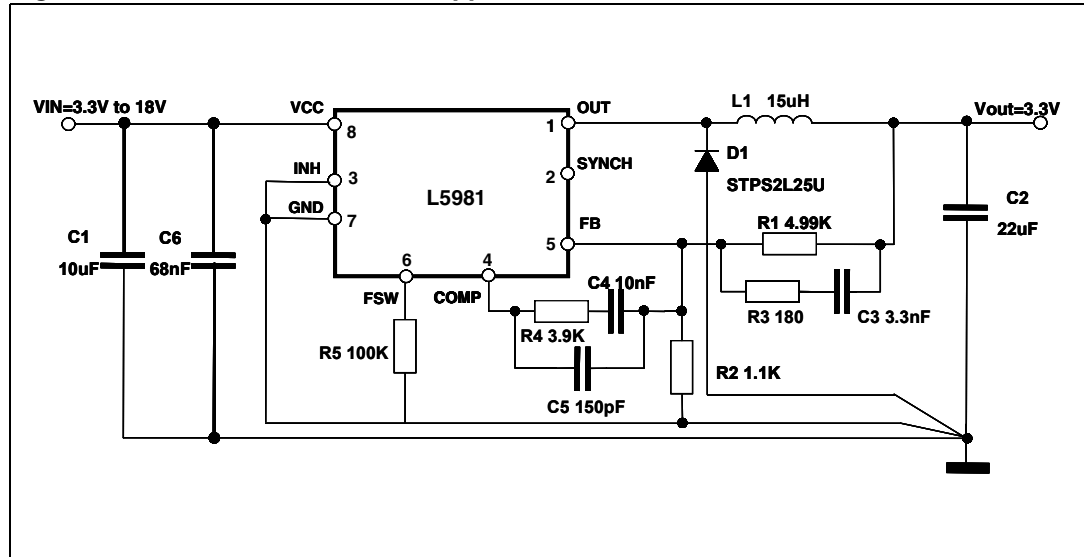 VIN=3.3V to 18V
VCC
8
INH
3
GND
7
L5981
OUT
1
SYNCH
2
FB
5
6
FSW
4
COMP
L1 15uH
Vout=3.3V
D1
STPS2L25U
C2
22uF
R1 4.99K
R3 180
C3 3.3nF
C1
10uF
C6
68nF
C4 10nF
R4 3.9K
R5 100K
C5 150pF
R2 1.1K